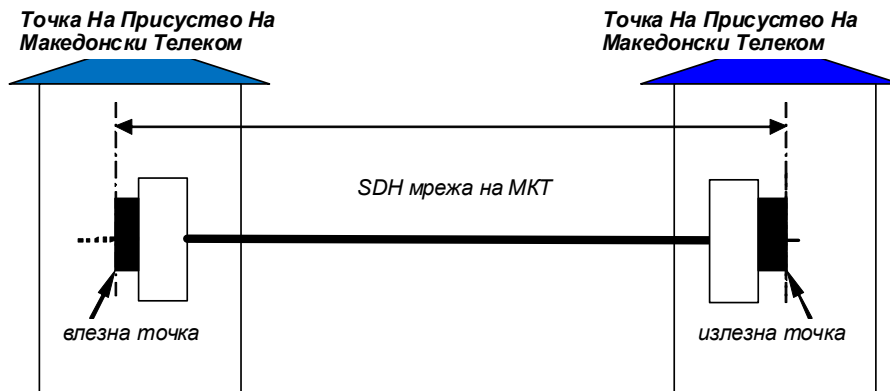 Точка На Присуство На
Македонски Телеком
Точка На Присуство На
Македонски Телеком
SDH мрежа на МКТ
влезна точка
излезна точка